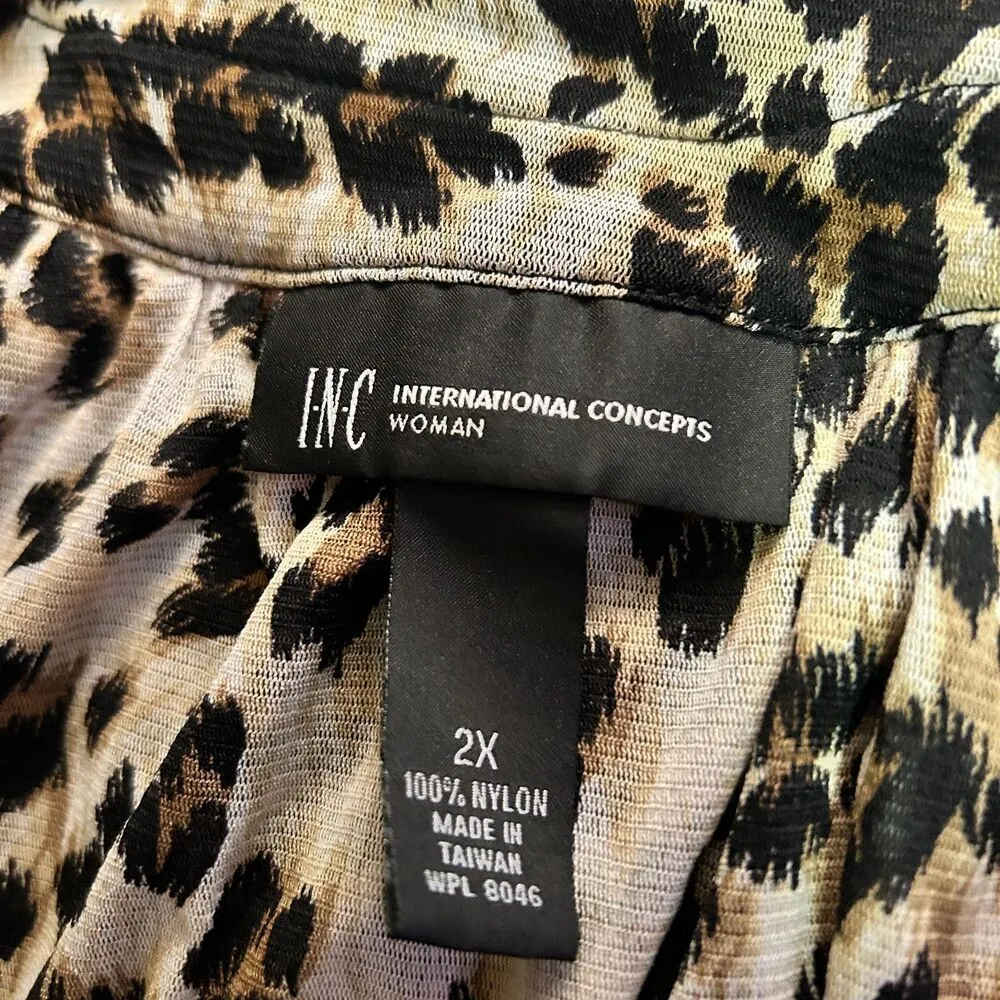 I·N·C INTERNATIONAL CONCEPTS
WOMAN
2X
100% NYLON
MADE IN
TAIWAN
WPL 8046